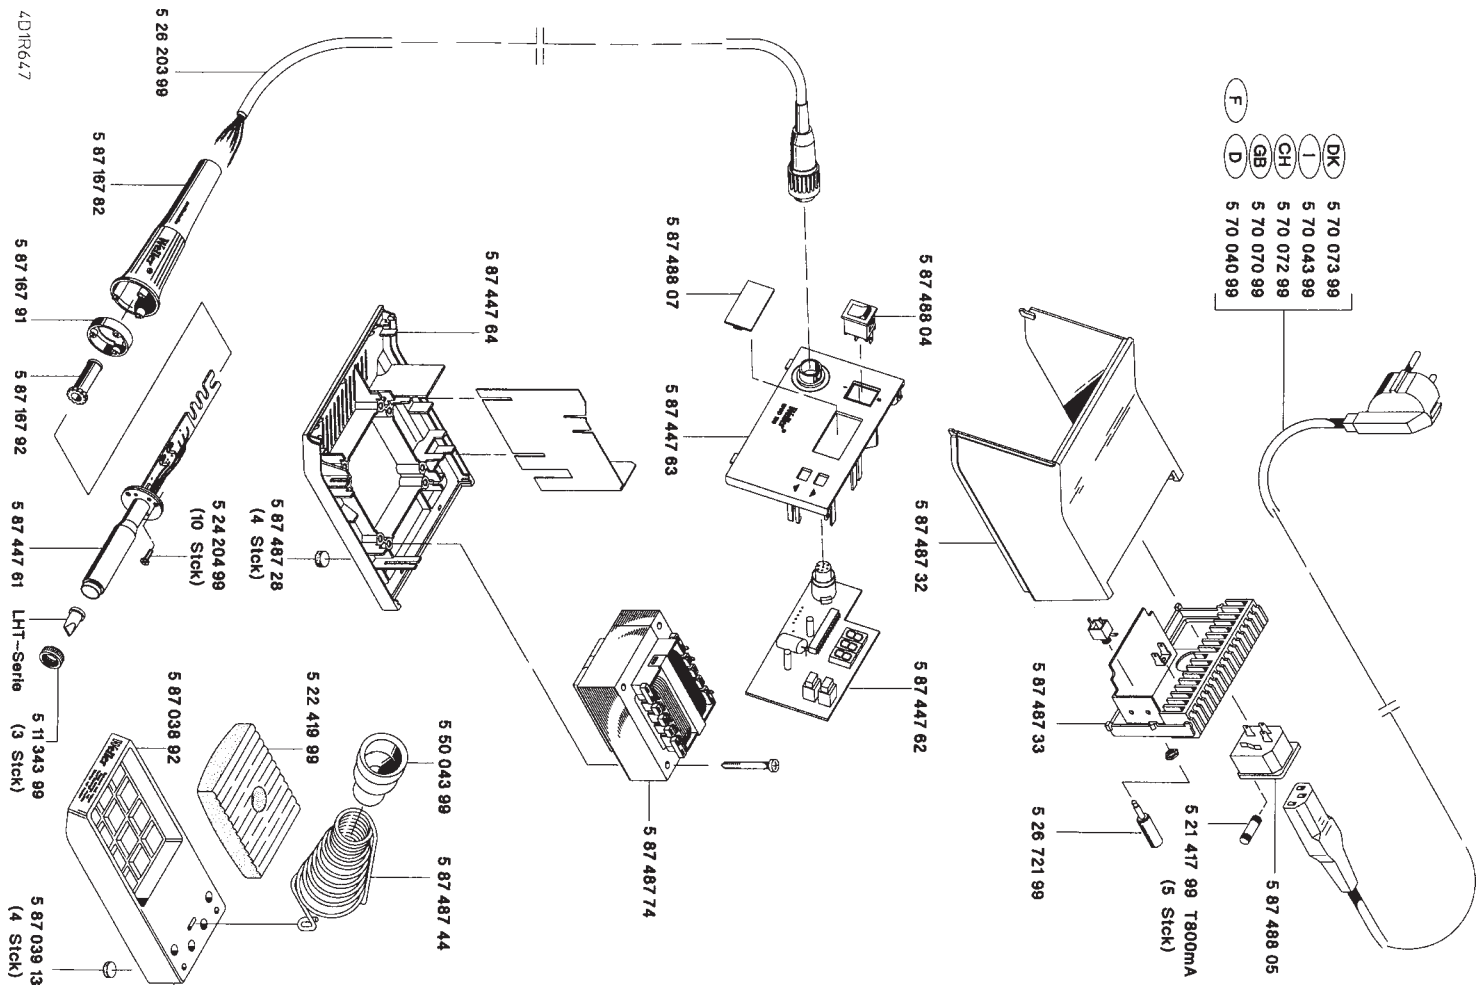 DK 5 70 073 99
I 5 70 043 99
CH 5 70 072 99
GB 5 70 070 99
F D 5 70 040 99
5 87 488 05
5 21 417 99 T800mA
(5 Stck)
5 26 721 99
5 87 487 33
5 87 487 32
5 87 488 04
5 87 488 07
5 87 447 63
Weller®
5 87 447 62
888
5 87 487 74
5 87 447 64
5 87 487 28
(4 Stck)
5 26 203 99
5 87 167 82
Weller®
5 87 167 91
5 87 167 92
5 24 204 99
(10 Stck)
5 87 447 61
LHT-Serie
5 11 343 99
(3 Stck)
5 50 043 99
5 87 487 44
5 22 419 99
5 87 038 92
Weller
5 87 039 13
(4 Stck)
4D1R647